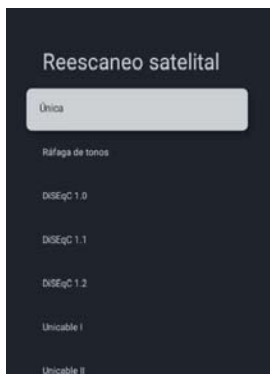 Reescaneo satelital
Única
Ráfaga de tonos
DiSEqC 1.0
DiSEqC 1.1
DiSEqC 1.2
Unicable I
Unicable II